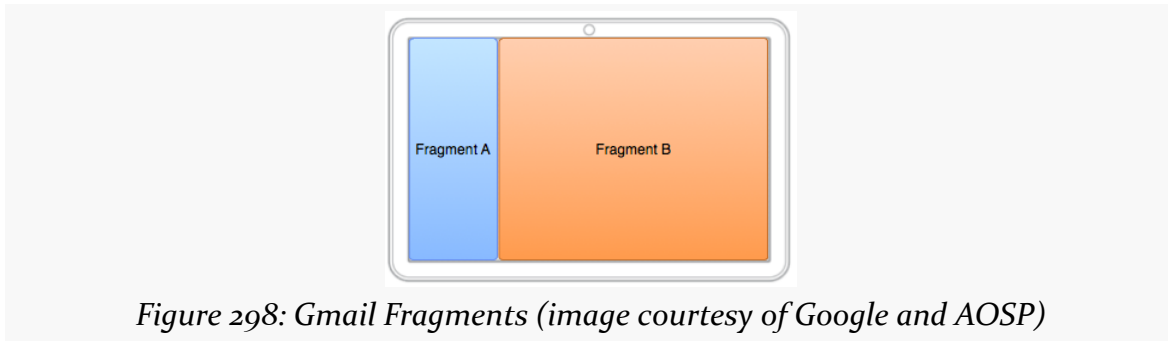 Fragment A
Fragment B
Figure 298: Gmail Fragments (image courtesy of Google and AOSP)